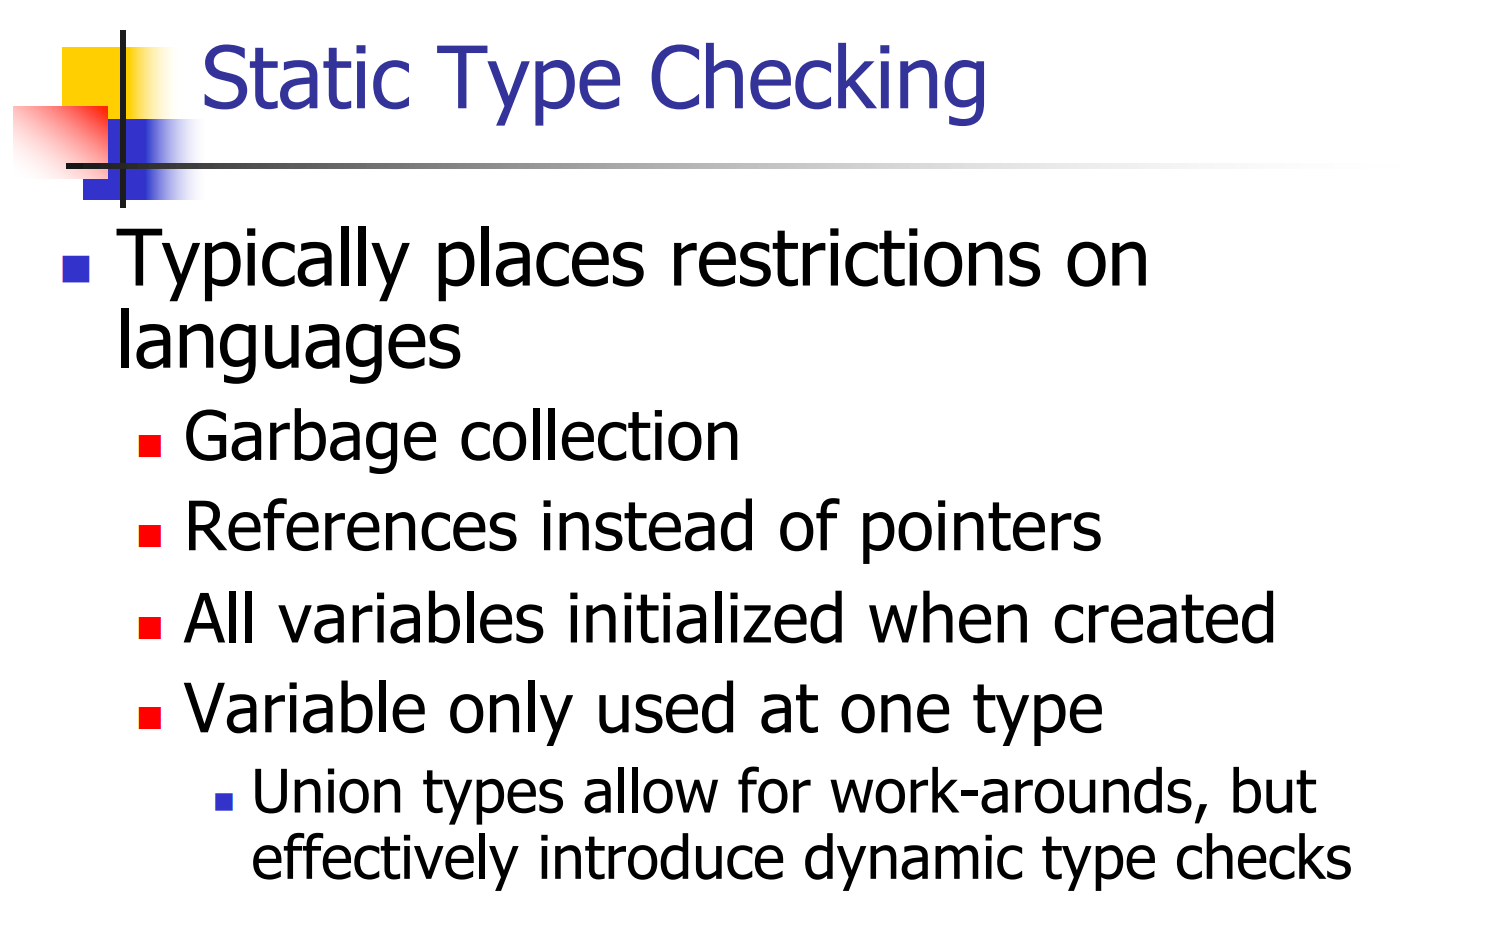 Static Type Checking
Typically places restrictions on
languages
Garbage collection
References instead of pointers
All variables initialized when created
Variable only used at one type
Union types allow for work-arounds, but
effectively introduce dynamic type checks